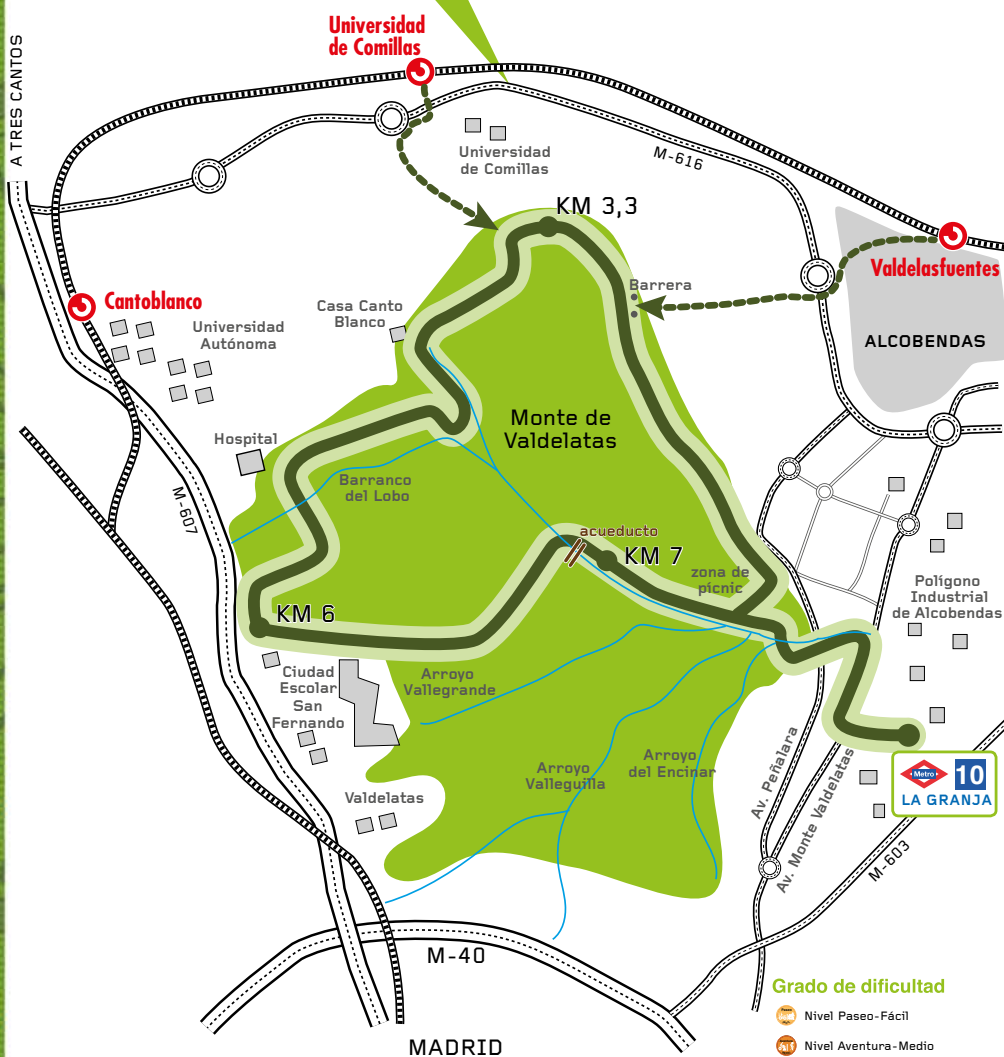 Universidad
de Comillas
A TRES CANTOS
Universidad
de Comillas
M-616
KM 3,3
Valdelasfuentes
Cantoblanco
Barrera
Casa Canto
Blanco
Universidad
Autónoma
ALCOBENDAS
Monte de
Valdelatas
Hospital
Barranco
del Lobo
M-607
acueducto
KM 7
zona de
pícnic
Polígono
Industrial
de Alcobendas
KM 6
Ciudad
Escolar
San
Fernando
Arroyo
Vallegrande
Arroyo
Valleguilla
Arroyo
del Encinar
Av. Peñalara
Av. Monte Valdelatas
Metro
10
LA GRANJA
Valdelatas
M-603
M-40
MADRID
Grado de dificultad
Nivel Paseo-Fácil
Nivel Aventura-Medio